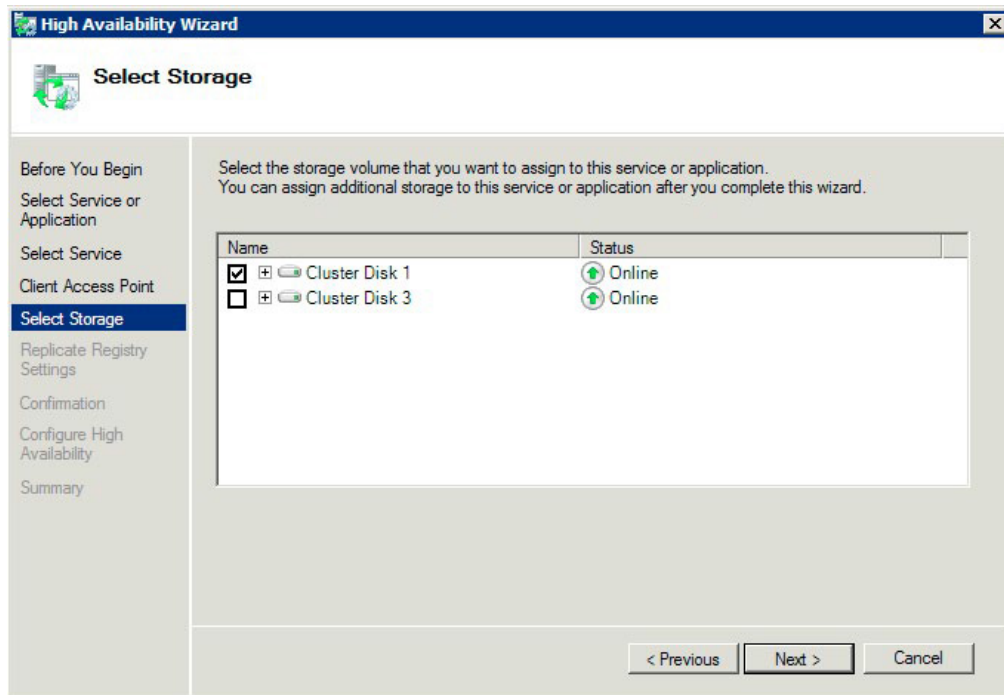 High Availability Wizard
Select Storage
Before You Begin
Select Service or
Application
Select Service
Client Access Point
Select Storage
Replicate Registry
Settings
Confirmation
Configure High
Availability
Summary
Select the storage volume that you want to assign to this service or application.
You can assign additional storage to this service or application after you complete this wizard.
Name Status
Cluster Disk 1 Online
Cluster Disk 3 Online
< Previous Next > Cancel